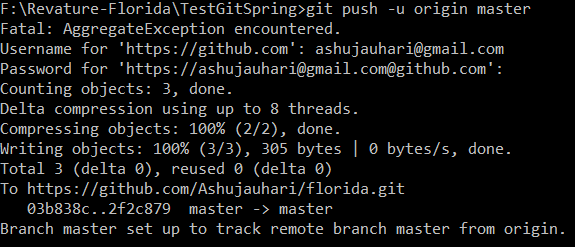 F:\Revature-Florida\TestGitSpring>git push -u origin master
Fatal: AggregateException encountered.
Username for 'https://github.com': ashujauhari@gmail.com
Password for 'https://ashujauhari@gmail.com@github.com':
Counting objects: 3, done.
Delta compression using up to 8 threads.
Compressing objects: 100% (2/2), done.
Writing objects: 100% (3/3), 305 bytes | 0 bytes/s, done.
Total 3 (delta 0), reused 0 (delta 0)
To https://github.com/Ashujauhari/florida.git
   03b838c..2f2c879  master -> master
Branch master set up to track remote branch master from origin.